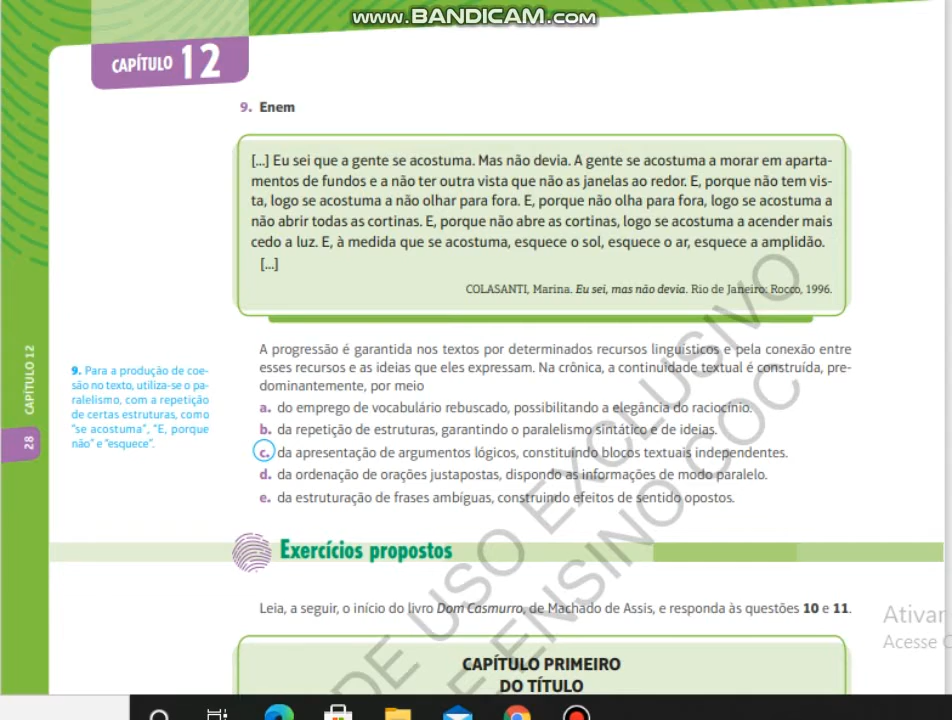 www.BANDICAM.com
CAPÍTULO 12
9. Enem
[...] Eu sei que a gente se acostuma. Mas não devia. A gente se acostuma a morar em aparta-
mentos de fundos e a não ter outra vista que não as janelas ao redor. E, porque não tem vis-
ta, logo se acostuma a não olhar para fora. E, porque não olha para fora, logo se acostuma a
não abrir todas as cortinas. E, porque não abre as cortinas, logo se acostuma a acender mais
cedo a luz. E, à medida que se acostuma, esquece o sol, esquece o ar, esquece a amplidão.
[...]
COLASANTI, Marina. Eu sei, mas não devia. Rio de Janeiro: Rocco, 1996.
A progressão é garantida nos textos por determinados recursos linguísticos e pela conexão entre
esses recursos e as ideias que eles expressam. Na crônica, a continuidade textual é construída, pre-
dominantemente, por meio
a. do emprego de vocabulário rebuscado, possibilitando a elegância do raciocínio.
b. da repetição de estruturas, garantindo o paralelismo sintático e de ideias.
c. da apresentação de argumentos lógicos, constituindo blocos textuais independentes.
d. da ordenação de orações justapostas, dispondo as informações de modo paralelo.
e. da estruturação de frases ambíguas, construindo efeitos de sentido opostos.
9. Para a produção de coe-
são no texto, utiliza-se o pa-
ralelismo, com a repetição
de certas estruturas, como
"se acostuma", "E, porque
não" e "esquece".
CAPÍTULO 12
28
Exercícios propostos
Leia, a seguir, o início do livro Dom Casmurro, de Machado de Assis, e responda às questões 10 e 11.
CAPÍTULO PRIMEIRO
DO TÍTULO
DE USO EXCLUSIVO
E ENSINO COC
Ativar
Acesse